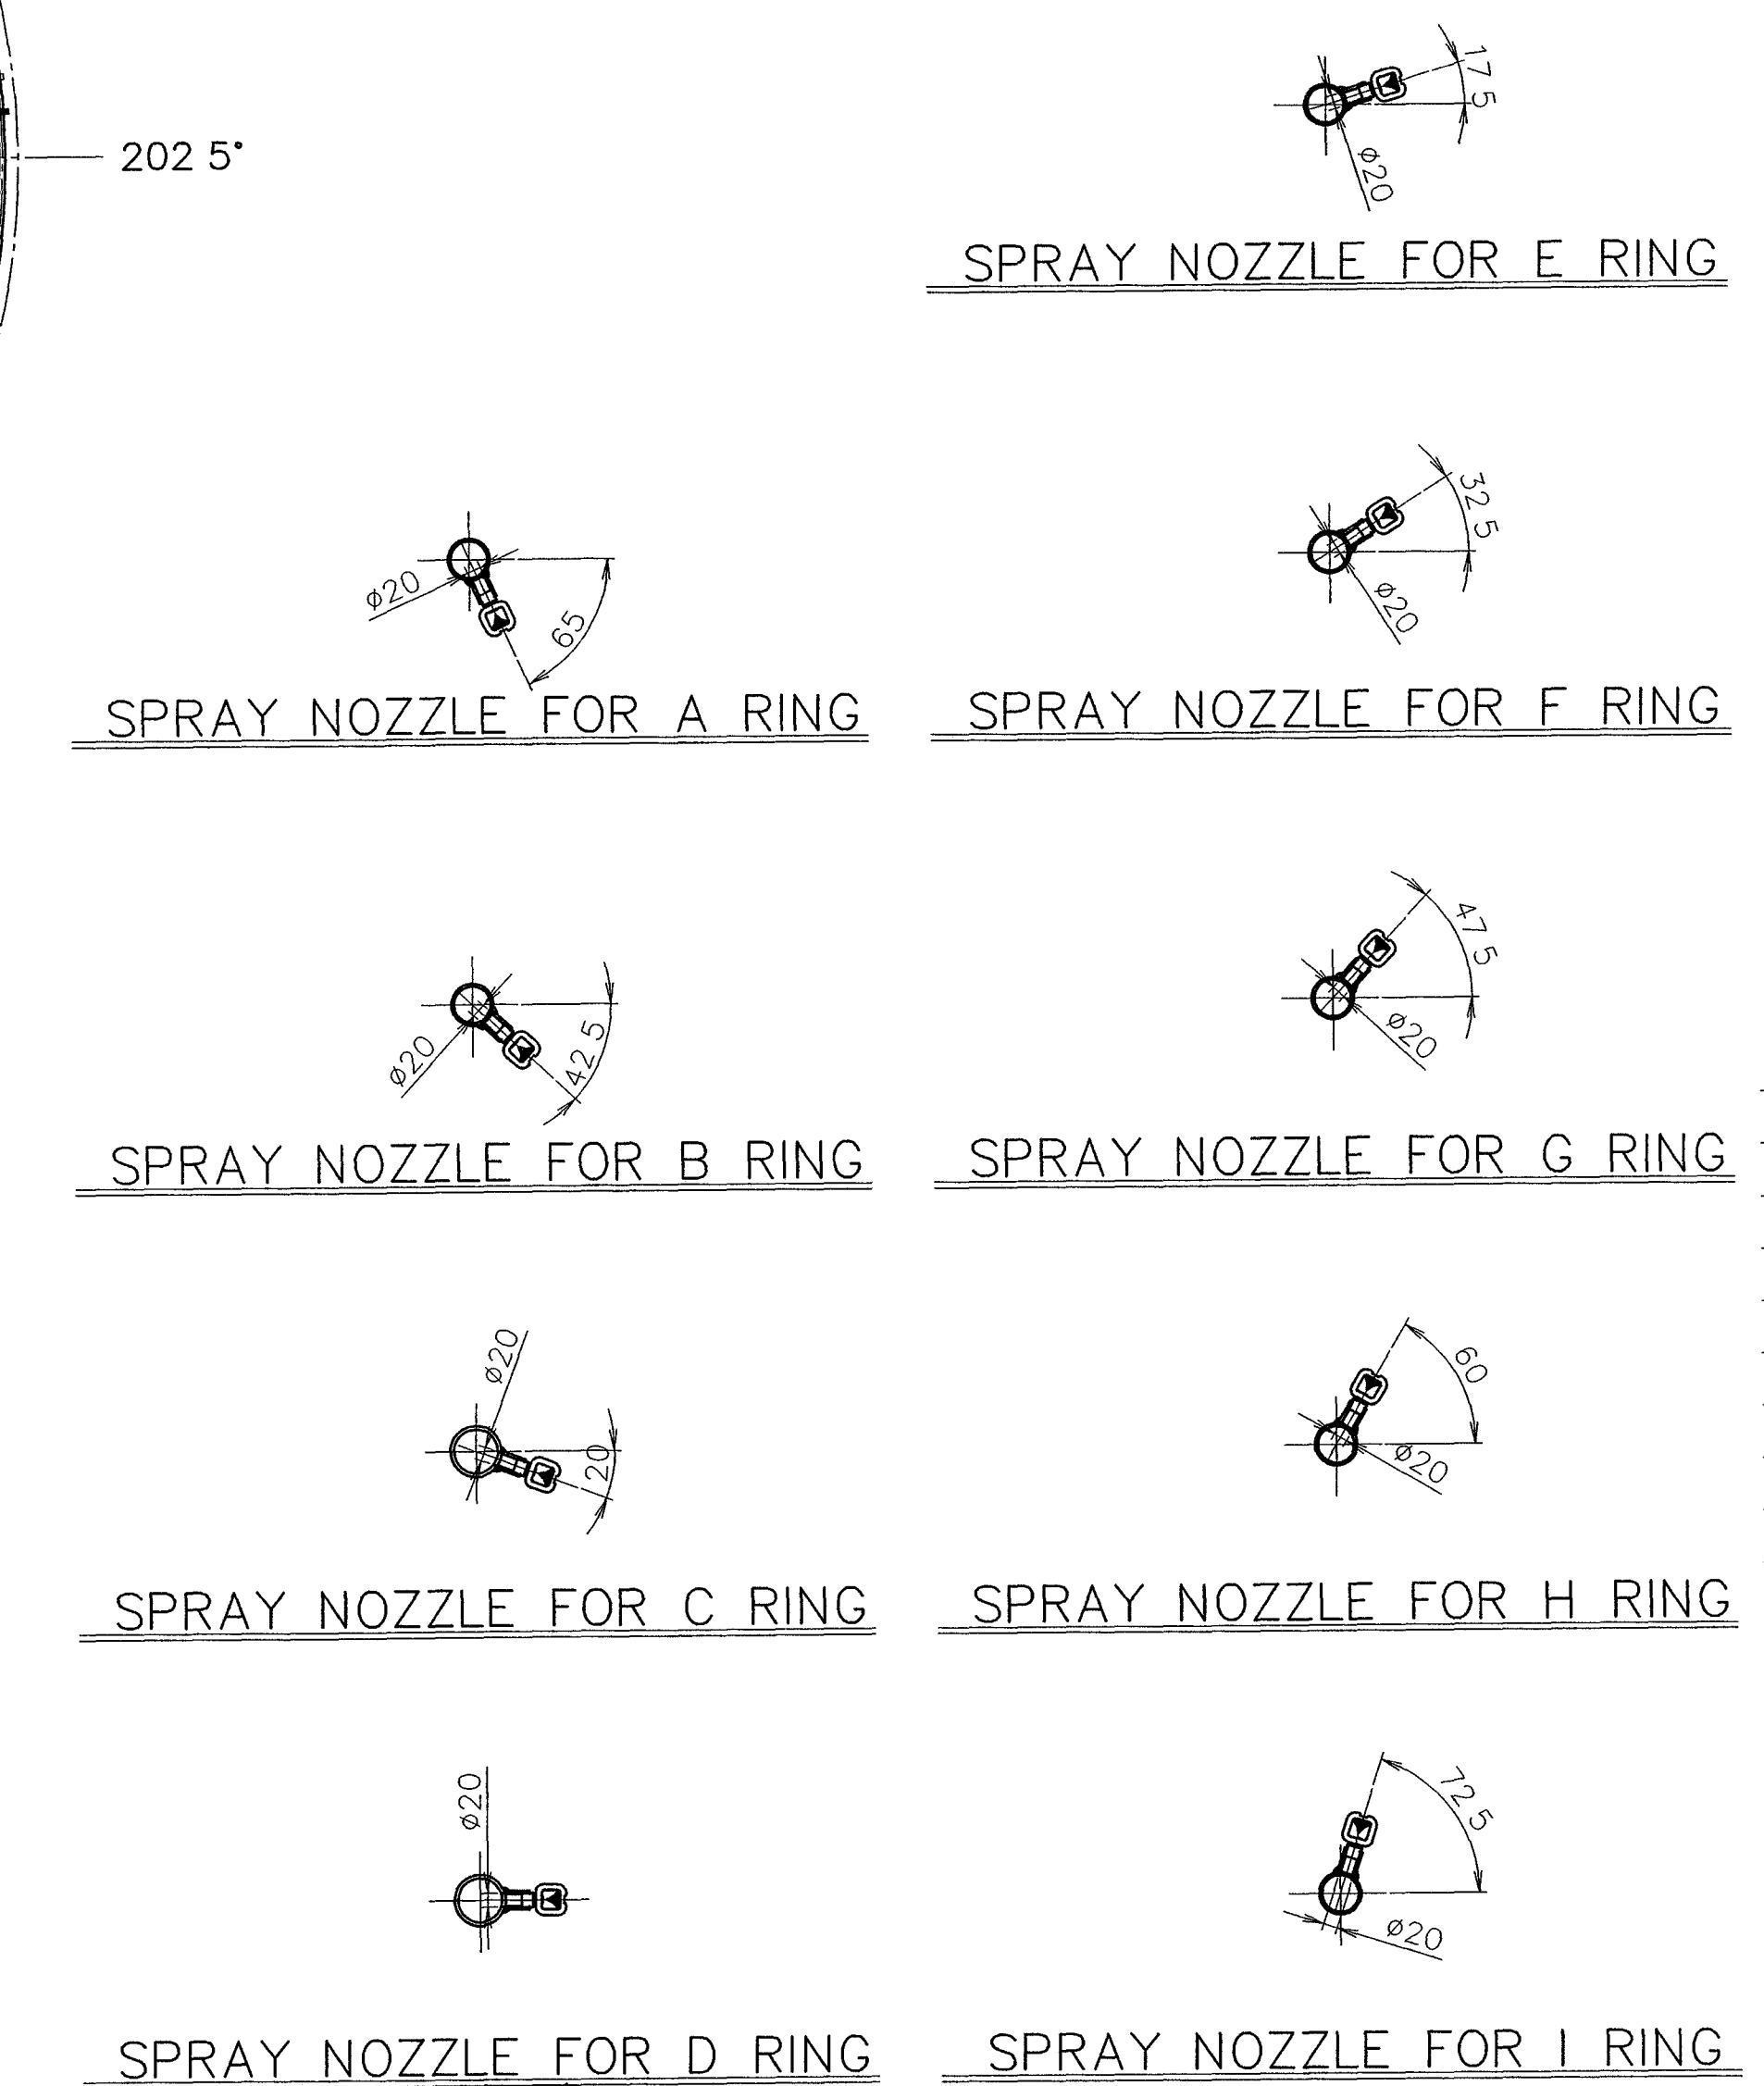 202 5°
17 5
ø20
SPRAY NOZZLE FOR E RING
ø20
65
SPRAY NOZZLE FOR A RING
32 5
ø20
SPRAY NOZZLE FOR F RING
ø20
42 5
SPRAY NOZZLE FOR B RING
47 5
ø20
SPRAY NOZZLE FOR G RING
ø20
20
SPRAY NOZZLE FOR C RING
60
ø20
SPRAY NOZZLE FOR H RING
ø20
SPRAY NOZZLE FOR D RING
72 5
ø20
SPRAY NOZZLE FOR I RING